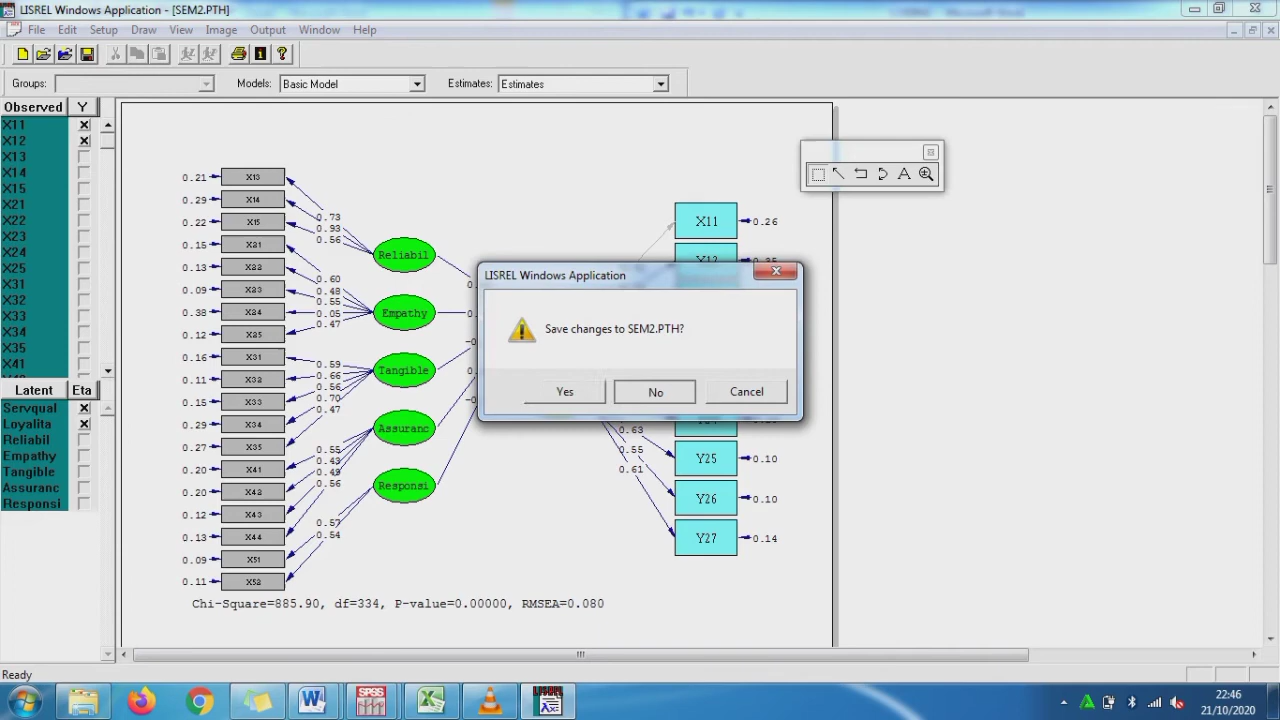 LISREL Windows Application - [SEM2.PTH]
File Edit Setup Draw View Image Output Window Help
Groups: Models: Basic Model Estimates: Estimates
Observed Y
X11
X12
X13
X14
X15
X21
X22
X23
X24
X25
X31
X32
X33
X34
X35
X41
Latent Eta
Servqual
Loyalita
Reliabil
Empathy
Tangible
Assuranc
Responsi
0.21 X13
0.29 X14
0.22 X15
0.15 X21
0.13 X22
0.09 X23
0.38 X24
0.12 X25
0.16 X31
0.11 X32
0.15 X33
0.29 X34
0.27 X35
0.20 X41
0.20 X42
0.12 X43
0.13 X44
0.09 X51
0.11 X52
0.73
0.93
0.56
0.60
0.48
0.55
0.05
0.47
0.59
0.66
0.56
0.70
0.47
0.55
0.43
0.49
0.56
0.57
0.54
Reliabil
Empathy
Tangible
Assuranc
Responsi
X11 0.26
X12
0.63
0.55
0.61
Y25 0.10
Y26 0.10
Y27 0.14
Chi-Square=885.90, df=334, P-value=0.00000, RMSEA=0.080
LISREL Windows Application
Save changes to SEM2.PTH?
Yes No Cancel
Ready
SPSS
LISREL
22:46
21/10/2020